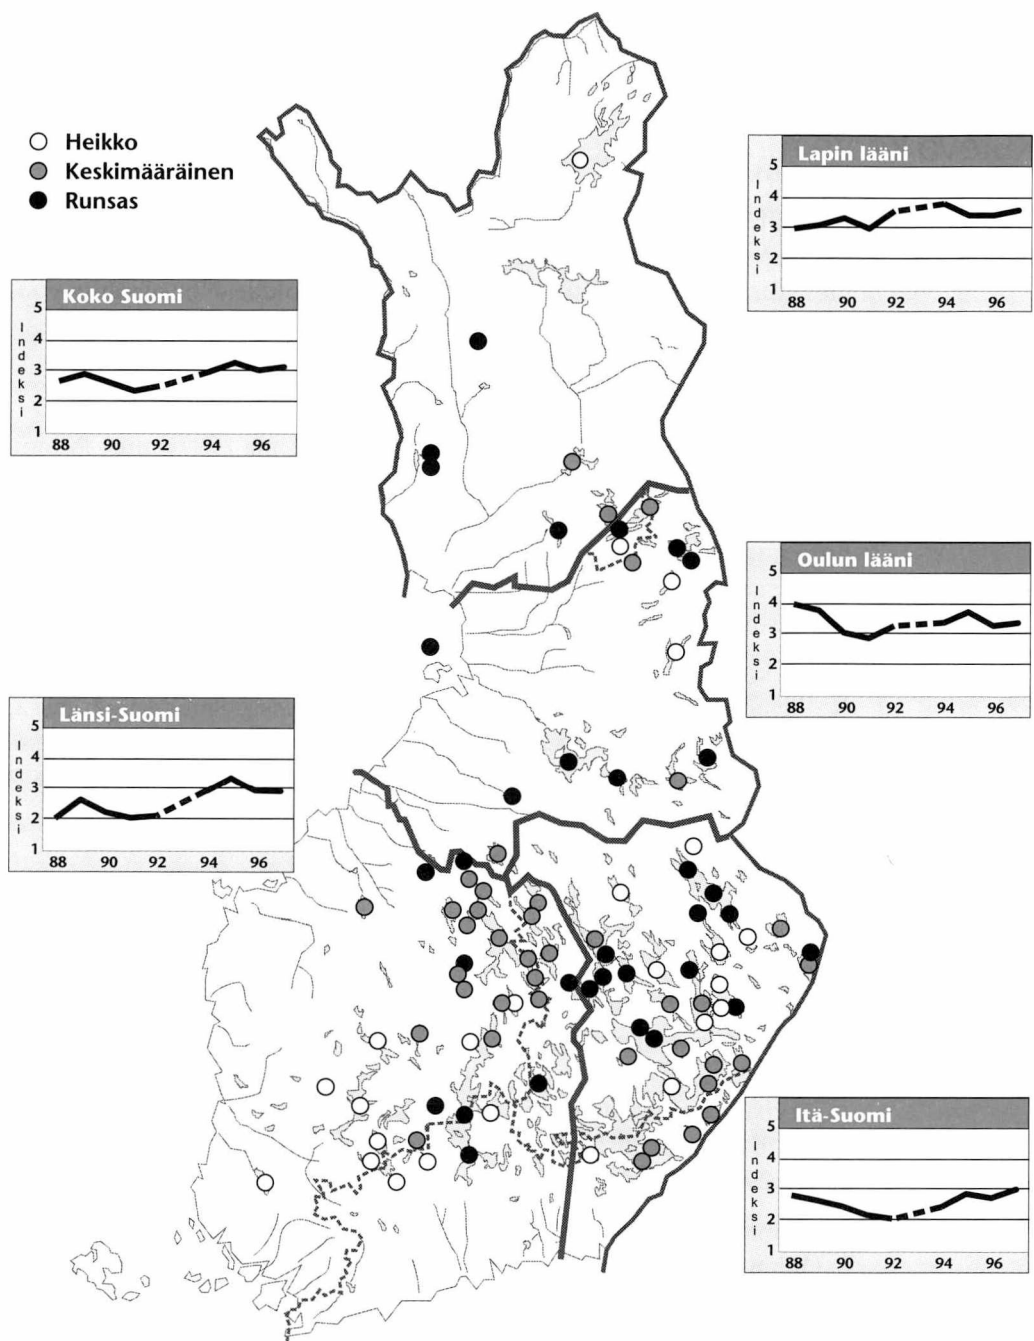 Heikko
Keskimääräinen
Runsas
Lapin lääni
Indeksi
5
4
3
2
1
88 90 92 94 96
Koko Suomi
Indeksi
5
4
3
2
1
88 90 92 94 96
Oulun lääni
Indeksi
5
4
3
2
1
88 90 92 94 96
Länsi-Suomi
Indeksi
5
4
3
2
1
88 90 92 94 96
Itä-Suomi
Indeksi
5
4
3
2
1
88 90 92 94 96